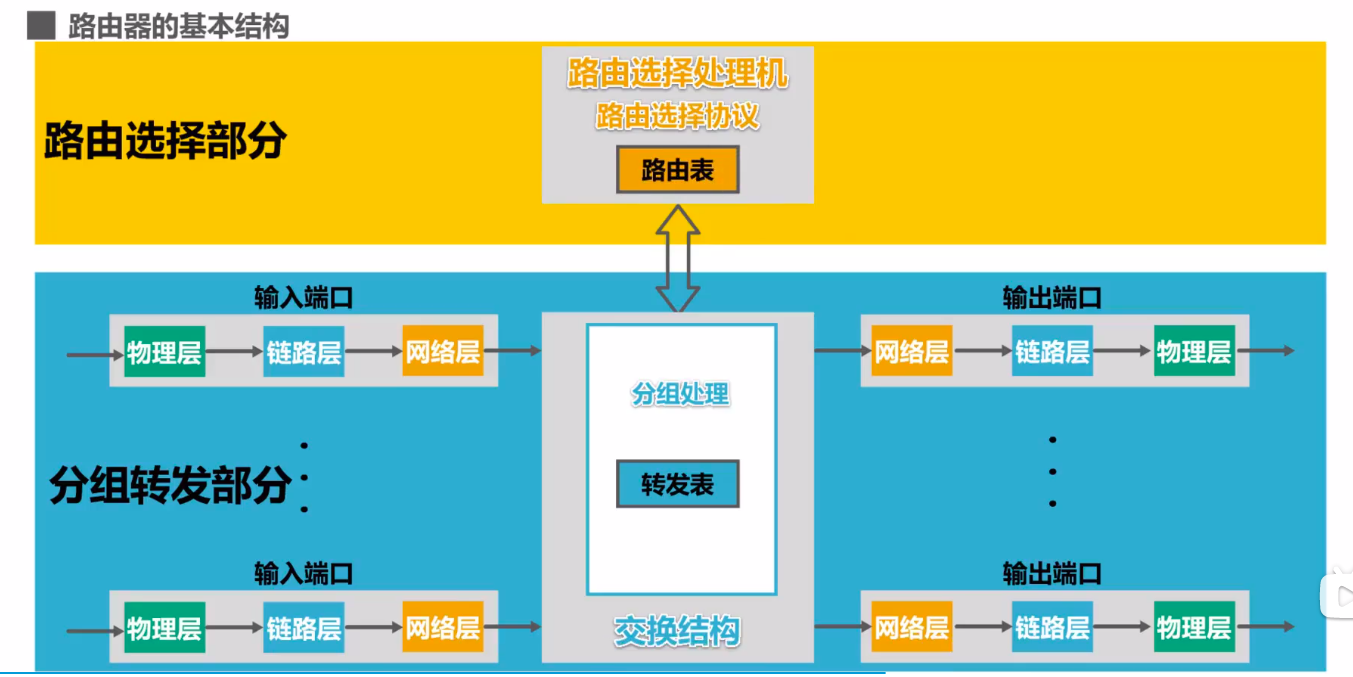 路由器的基本结构
路由选择处理机
路由选择协议
路由选择部分
路由表
输入端口
输出端口
物理层 链路层 网络层
网络层 链路层 物理层
分组处理
分组转发部分
转发表
输入端口
输出端口
物理层 链路层 网络层
交换结构
网络层 链路层 物理层